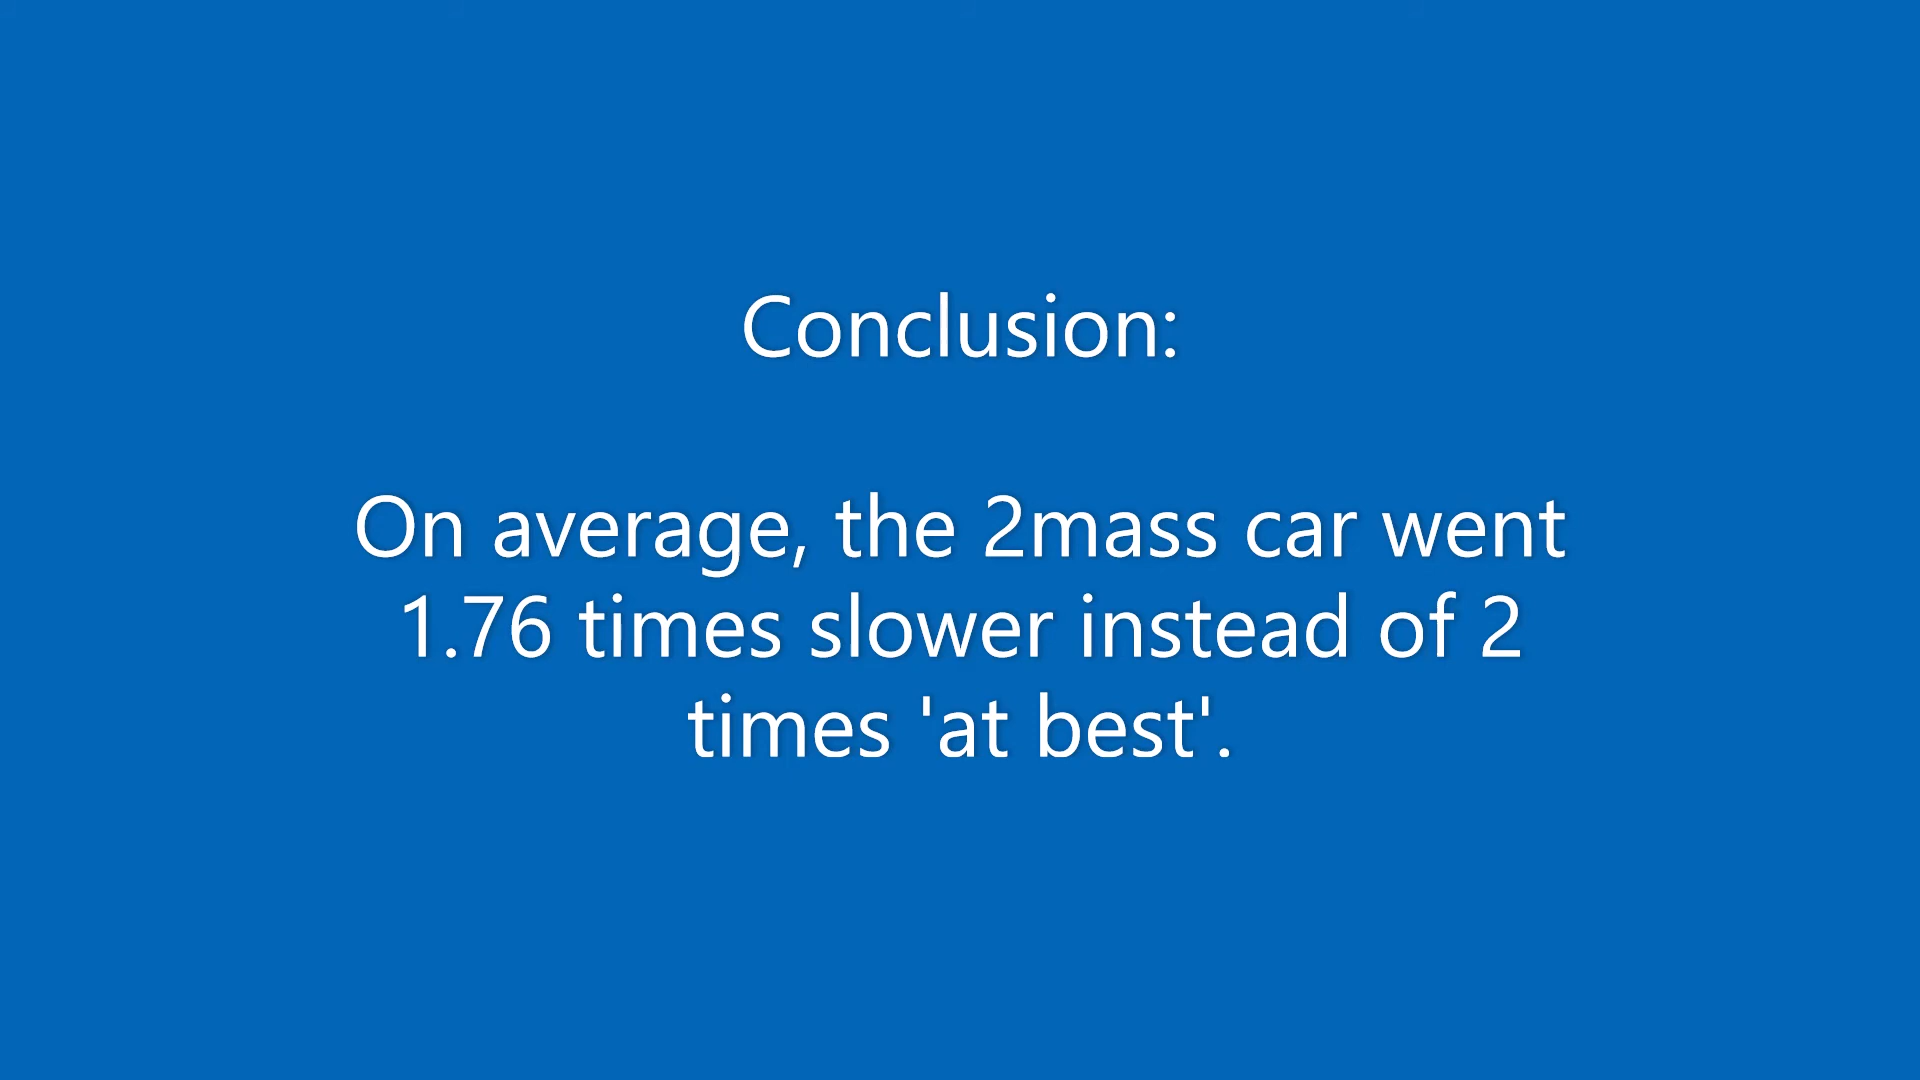 Conclusion:
On average, the 2mass car went
1.76 times slower instead of 2
times 'at best'.